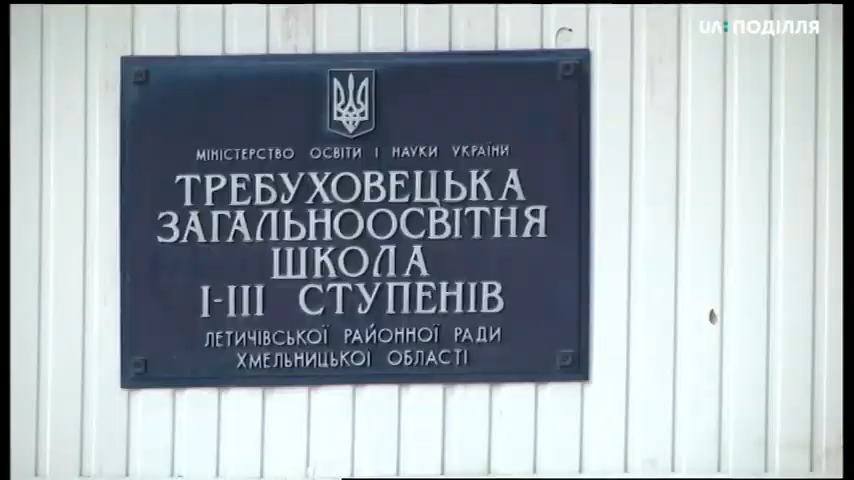 UA:ПОДІЛЛЯ
МІНІСТЕРСТВО ОСВІТИ І НАУКИ УКРАЇНИ
ТРЕБУХОВЕЦЬКА
ЗАГАЛЬНООСВІТНЯ
ШКОЛА
І-ІІІ СТУПЕНІВ
ЛЕТИЧІВСЬКОЇ РАЙОННОЇ РАДИ
ХМЕЛЬНИЦЬКОЇ ОБЛАСТІ